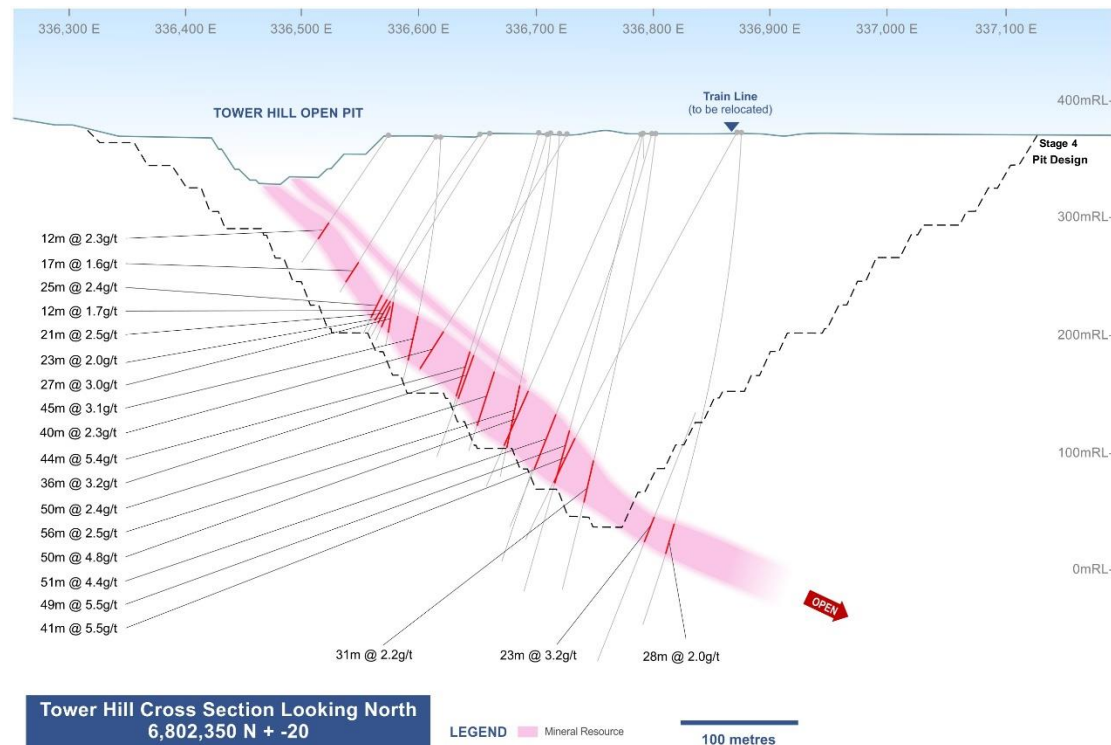 336,300 E
336,400 E
336,500 E
336,600 E
336,700 E
336,800 E
336,900 E
337,000 E
337,100 E
400mRL
TOWER HILL OPEN PIT
Train Line
(to be relocated)
Stage 4
Pit Design
300mRL
200mRL
100mRL
0mRL
12m @ 2.3g/t
17m @ 1.6g/t
25m @ 2.4g/t
12m @ 1.7g/t
21m @ 2.5g/t
23m @ 2.0g/t
27m @ 3.0g/t
45m @ 3.1g/t
40m @ 2.3g/t
44m @ 5.4g/t
36m @ 3.2g/t
50m @ 2.4g/t
56m @ 2.5g/t
50m @ 4.8g/t
51m @ 4.4g/t
49m @ 5.5g/t
41m @ 5.5g/t
31m @ 2.2g/t
23m @ 3.2g/t
28m @ 2.0g/t
OPEN
Tower Hill Cross Section Looking North
6,802,350 N + -20
LEGEND
Mineral Resource
100 metres